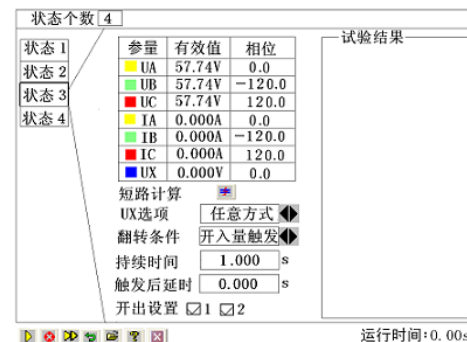 状态个数 4
试验结果
状态 1
状态 2
状态 3
状态 4
参量 有效值 相位
UA 57.74V 0.0
UB 57.74V -120.0
UC 57.74V 120.0
IA 0.000A 0.0
IB 0.000A -120.0
IC 0.000A 120.0
UX 0.000V 0.0
短路计算
UX选项 任意方式
翻转条件 开入量触发
持续时间 1.000 s
触发后延时 0.000 s
开出设置 ☑1 ☑2
运行时间:0.00s